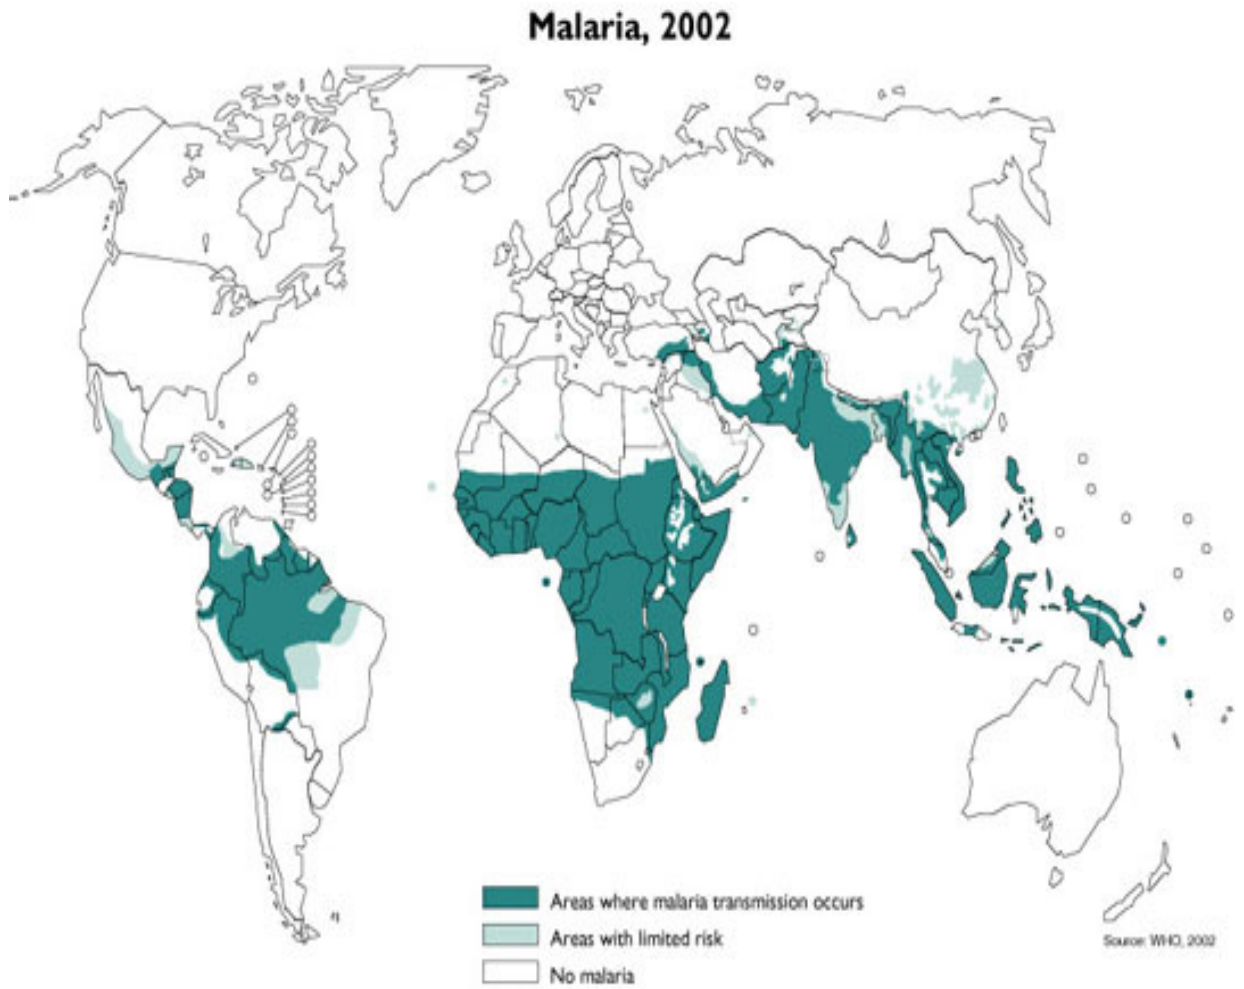 Malaria, 2002
Areas where malaria transmission occurs
Areas with limited risk
No malaria
Source: WHO, 2002